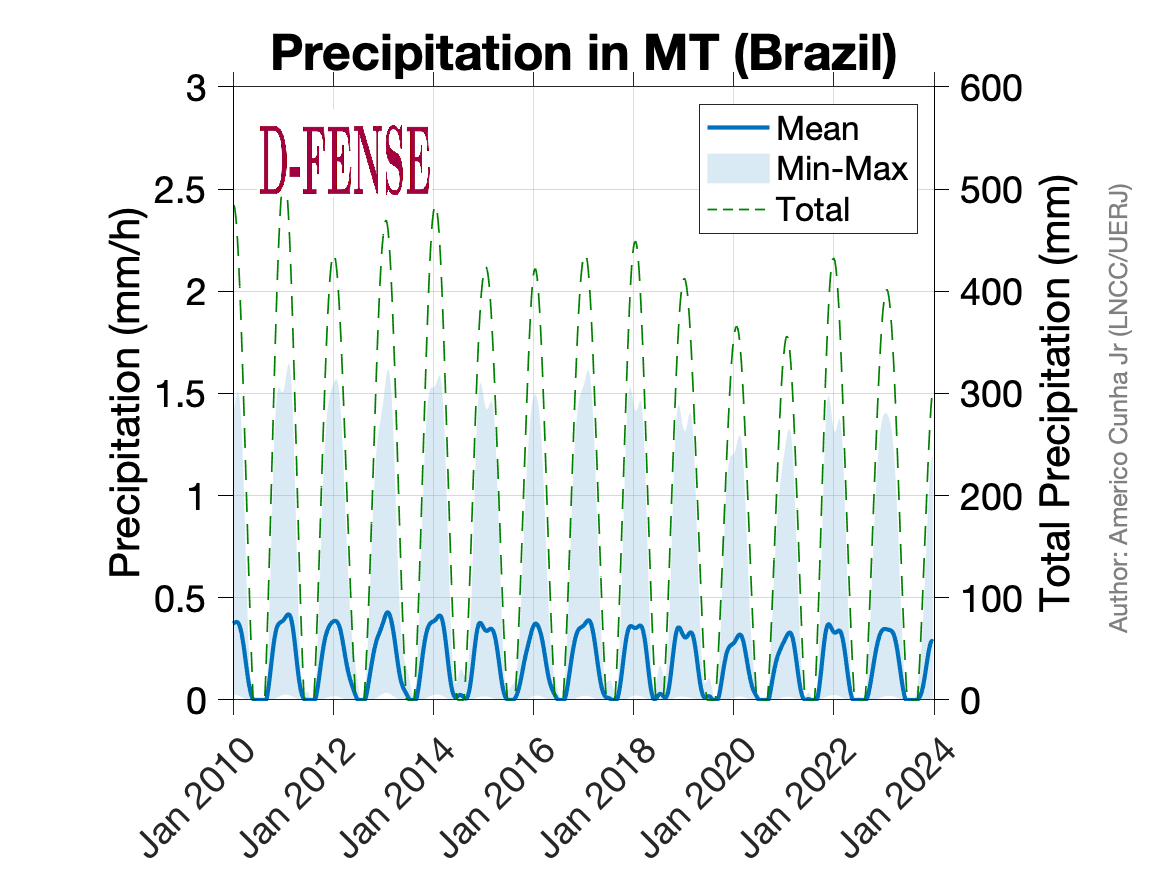 Precipitation in MT (Brazil)
D-FENSE
Mean
Min-Max
Total
3
2.5
2
1.5
1
0.5
0
Precipitation (mm/h)
600
500
400
300
200
100
0
Total Precipitation (mm)
Jan 2010
Jan 2012
Jan 2014
Jan 2016
Jan 2018
Jan 2020
Jan 2022
Jan 2024
Author: Americo Cunha Jr (LNCC/UERJ)